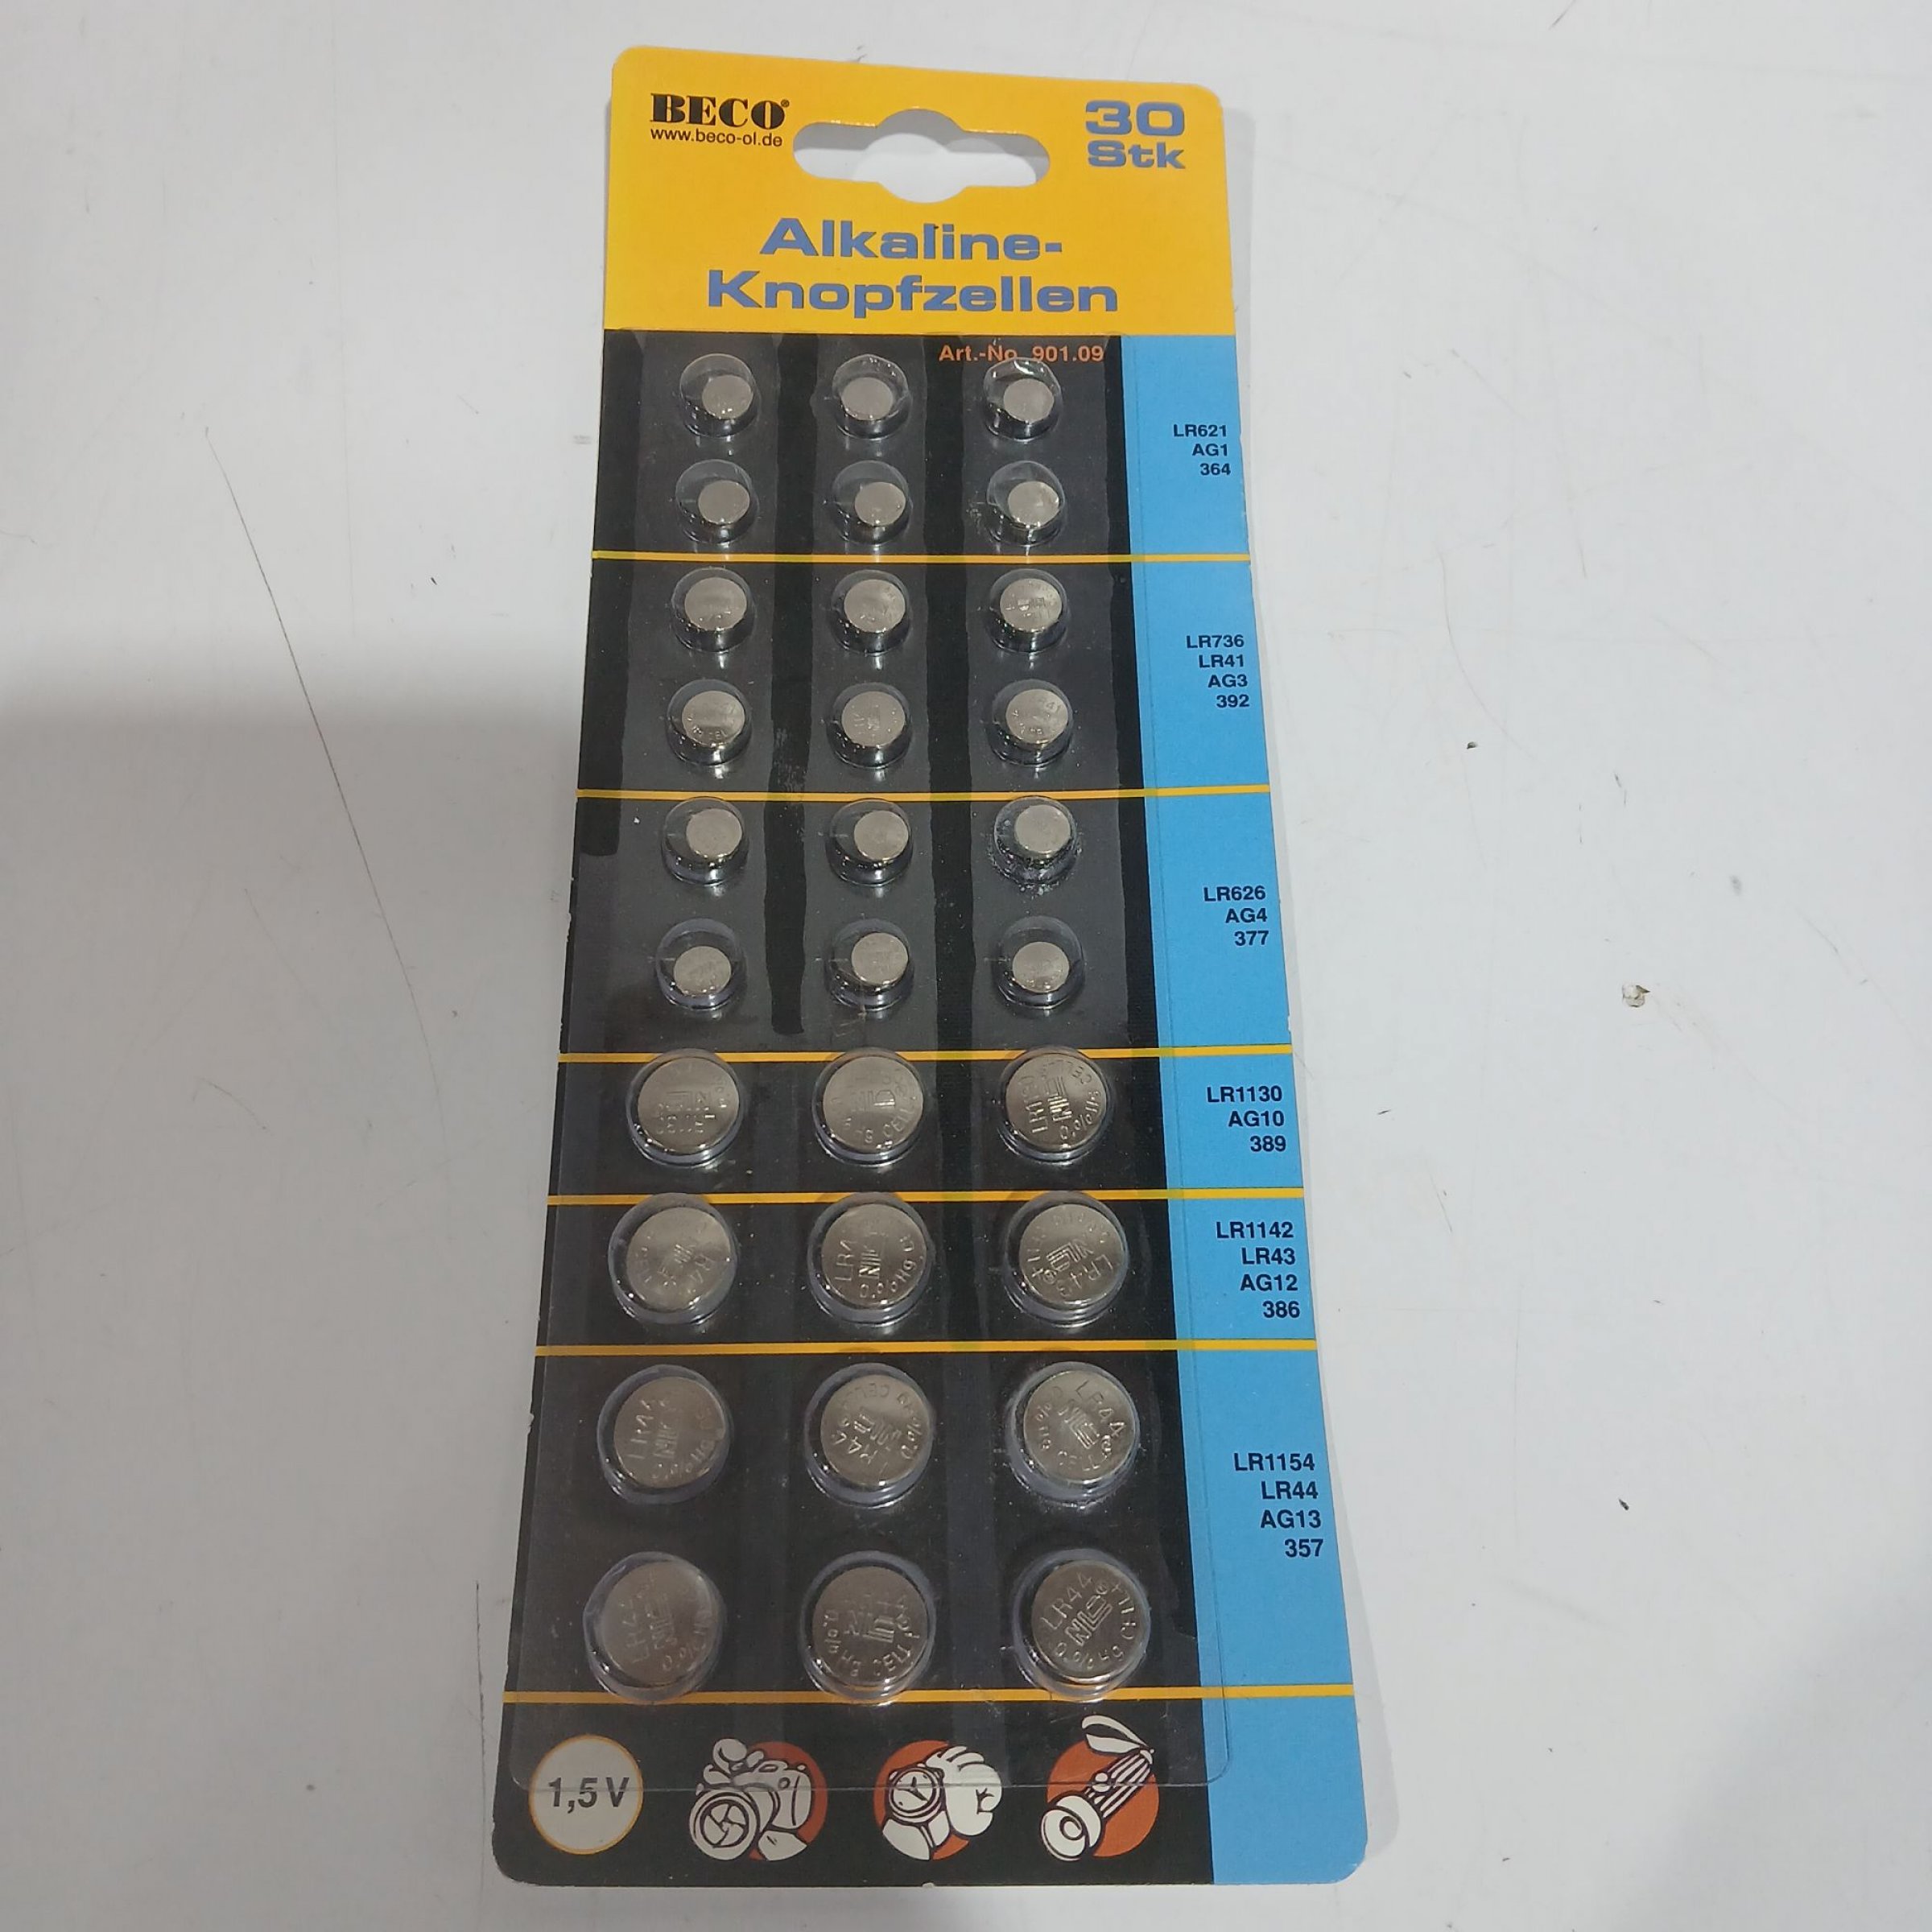 BECO®
www.beco-ol.de
30
Stk
Alkaline-
Knopfzellen
Art.-No. 901.09
LR621
AG1
364
LR736
LR41
AG3
392
LR626
AG4
377
LR1130
AG10
389
LR1142
LR43
AG12
386
LR1154
LR44
AG13
357
1,5 V